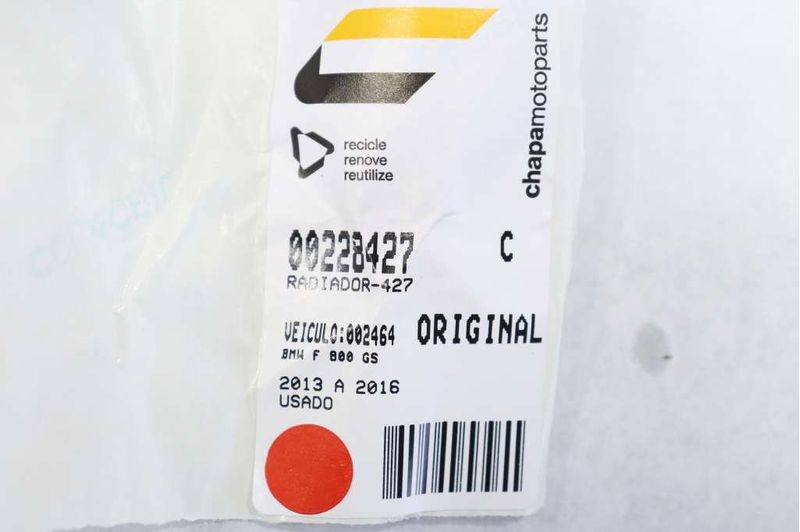 chapamotoparts
recicle
renove
reutilize
00228427 C
RADIADOR-427
VEICULO:002464 ORIGINAL
BMW F 800 GS
2013 A 2016
USADO